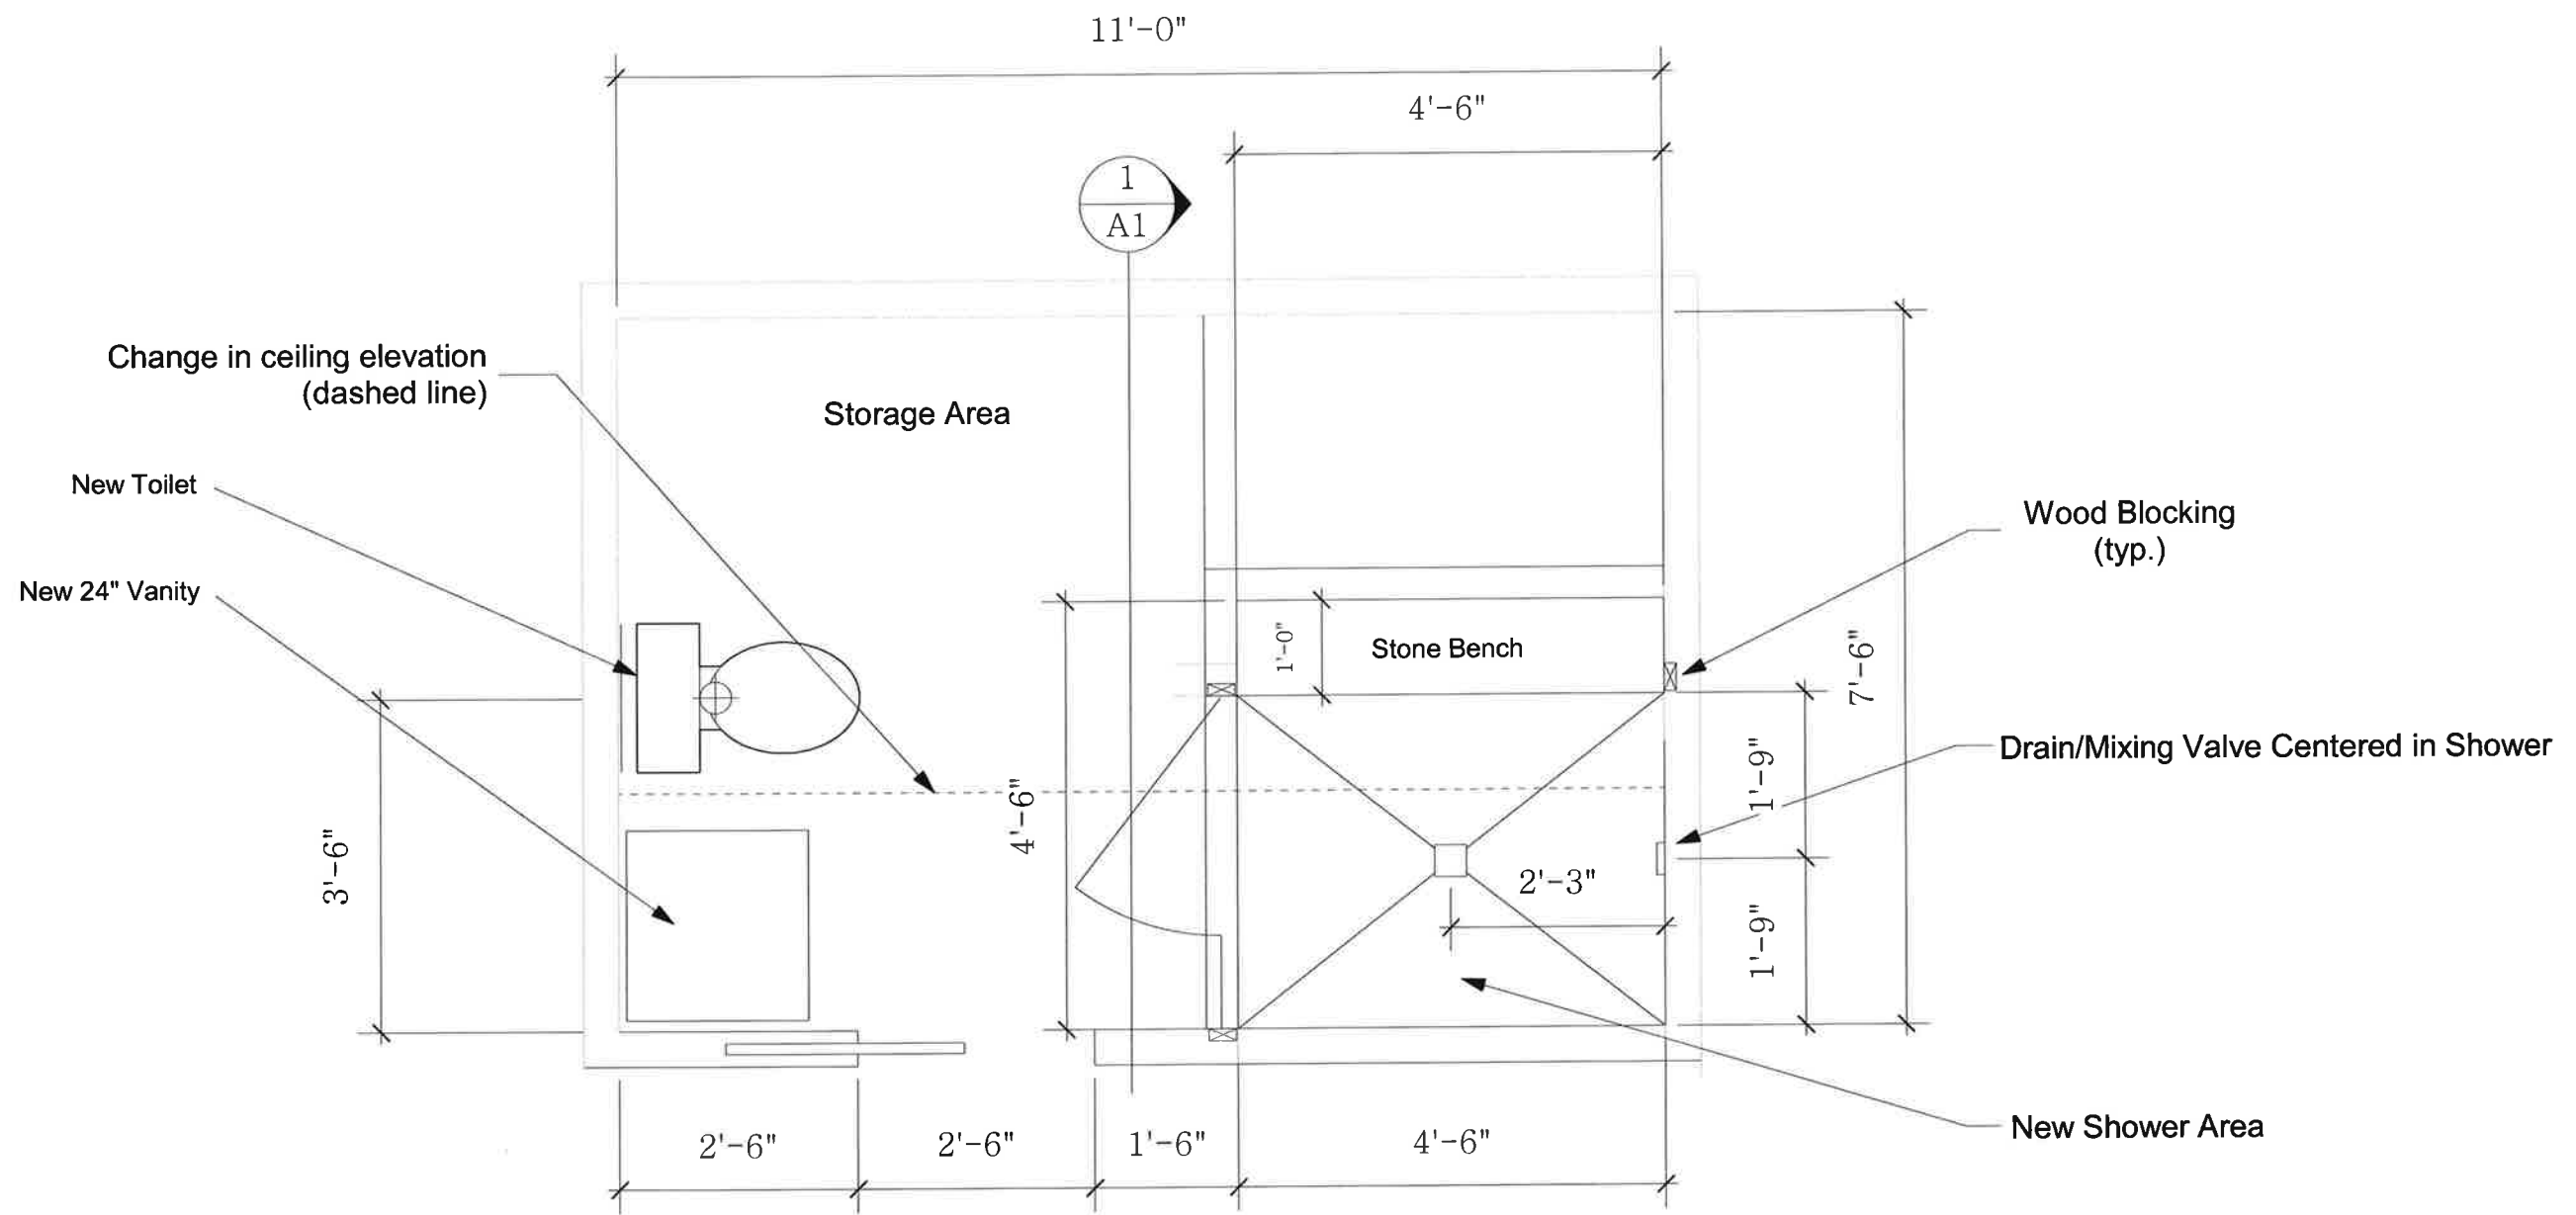 11'-0"
4'-6"
1
A1
Change in ceiling elevation
(dashed line)
Storage Area
New Toilet
New 24" Vanity
Wood Blocking
(typ.)
1'-0"
Stone Bench
7'-6"
Drain/Mixing Valve Centered in Shower
1'-9"
4'-6"
3'-6"
2'-3"
1'-9"
New Shower Area
2'-6"
2'-6"
1'-6"
4'-6"